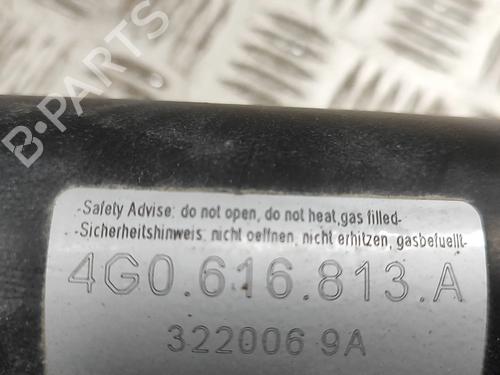 B-PARTS
-Safety Advise: do not open, do not heat,gas filled-
-Sicherheitshinweis: nicht oeffnen, nicht erhitzen, gasbefuellt-
4G0.616.813.A
322006 9A